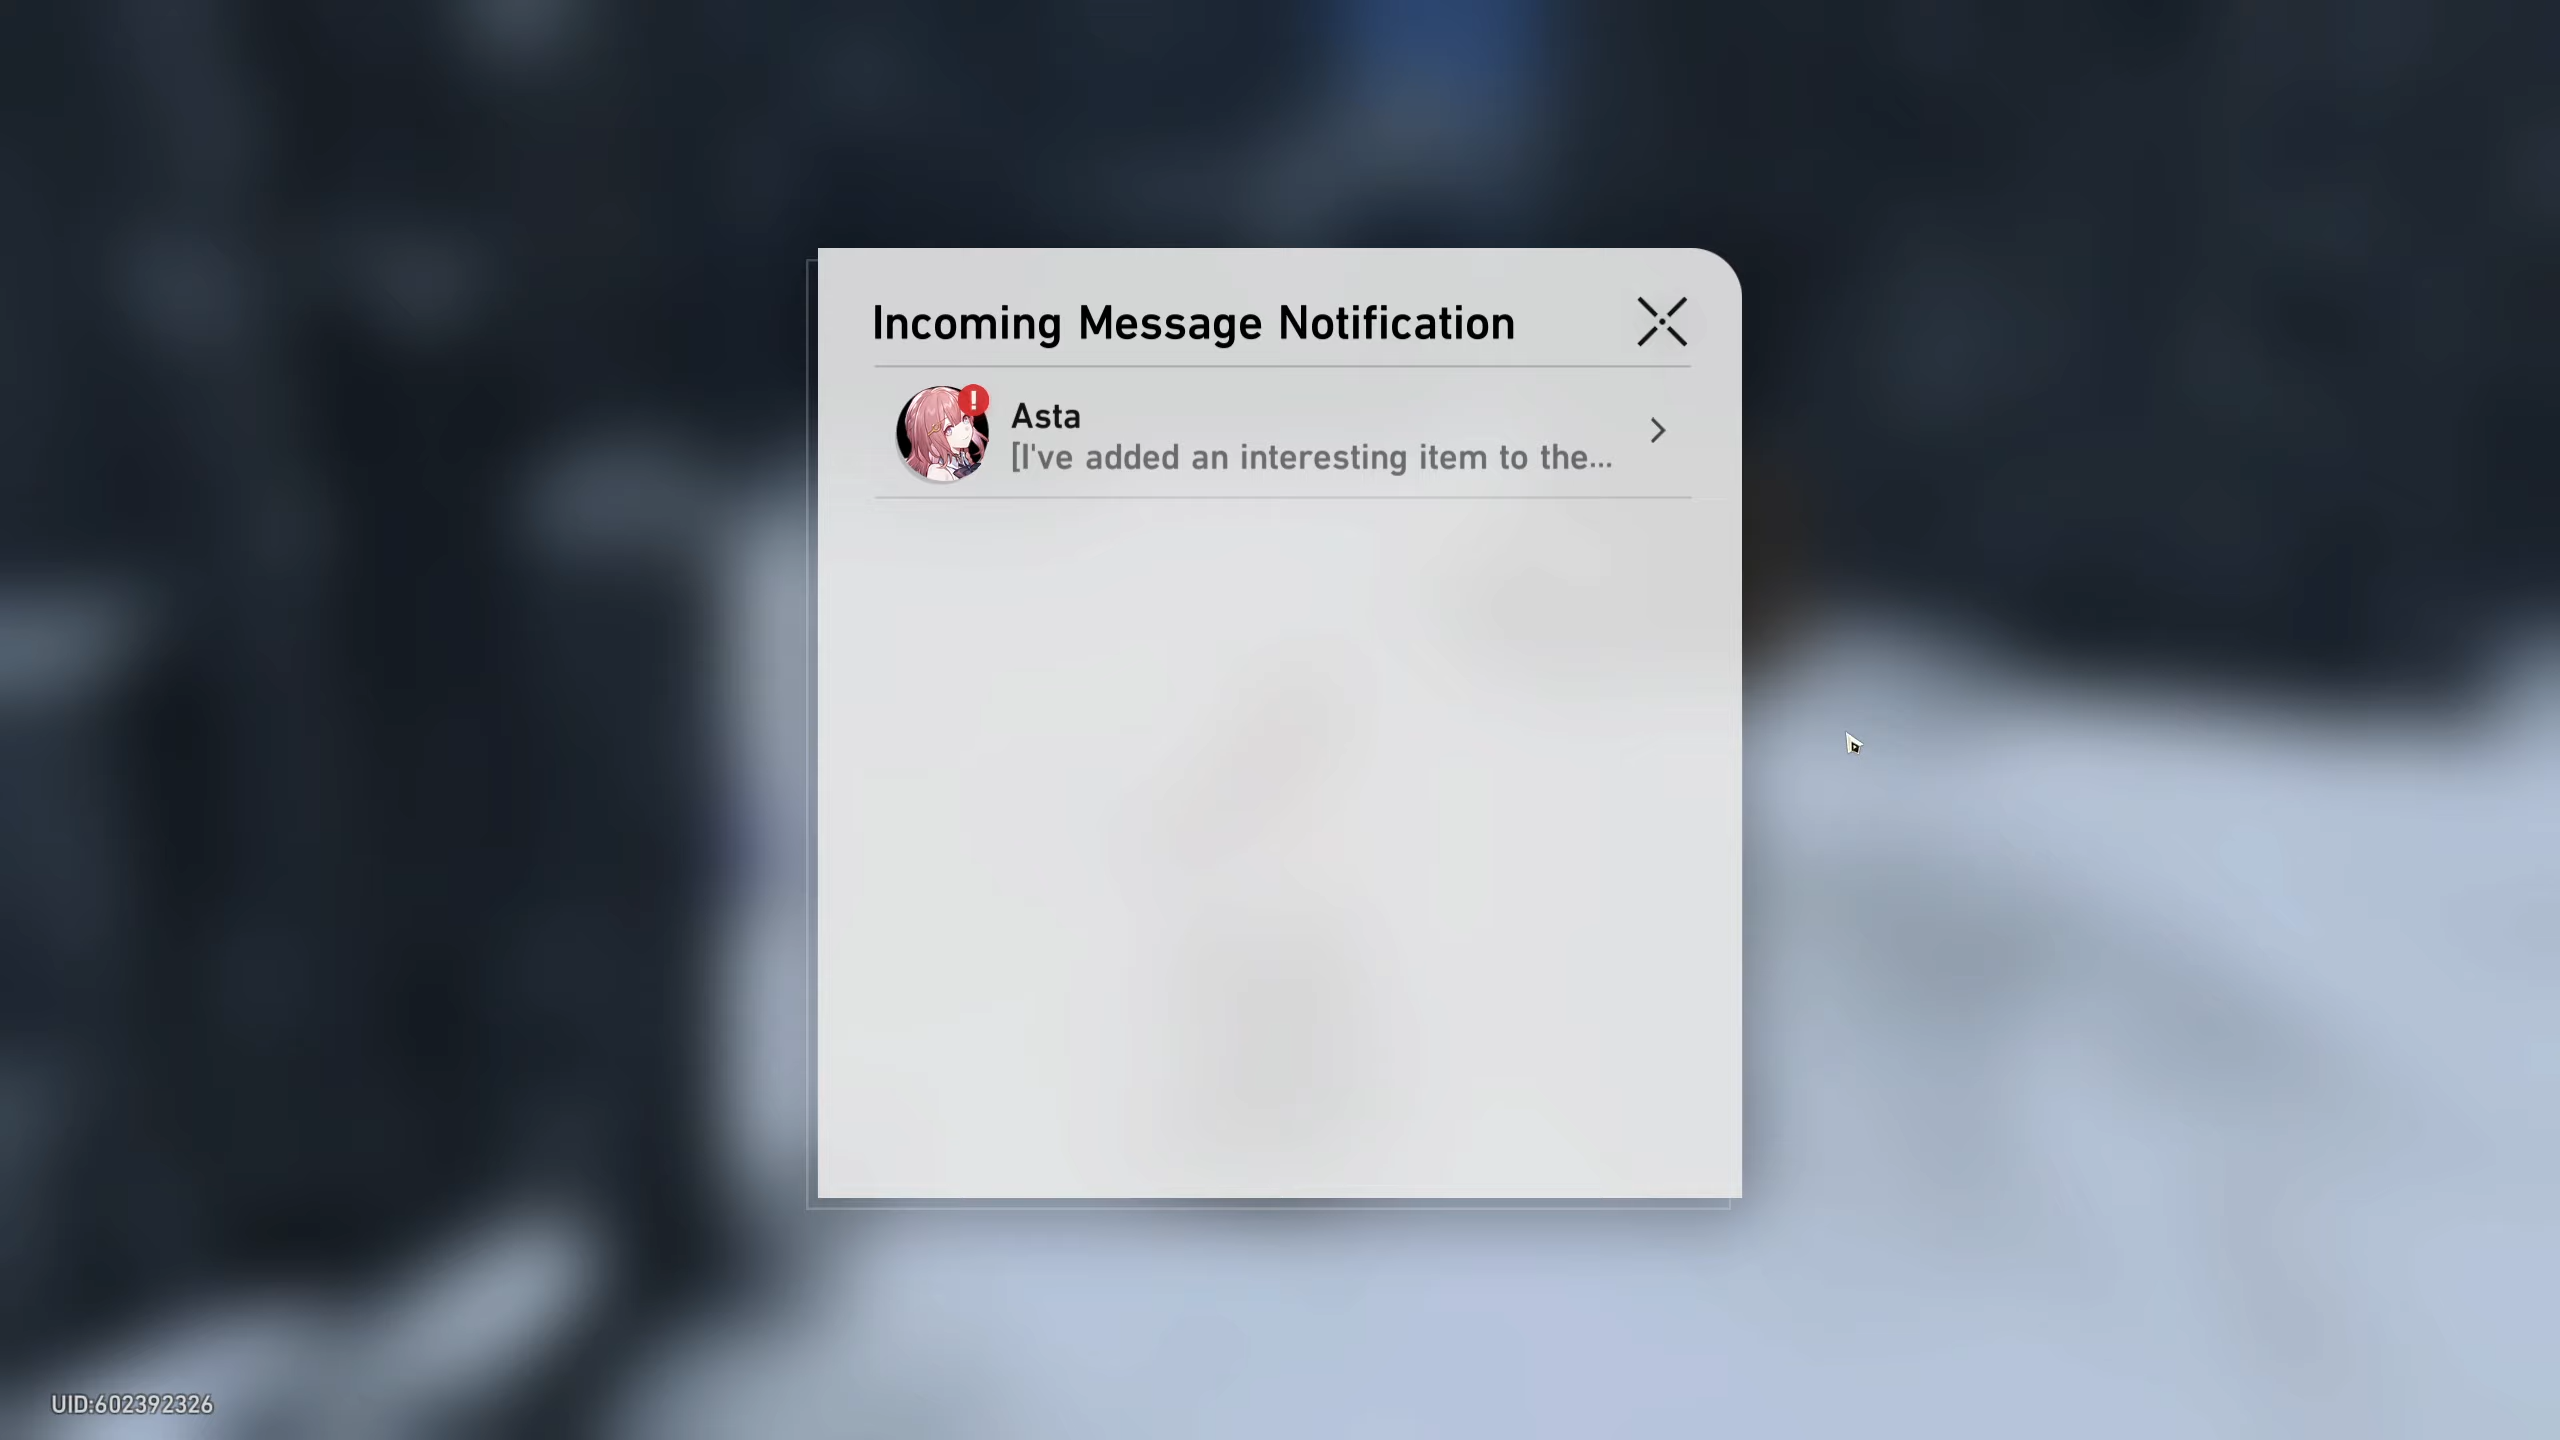 Incoming Message Notification
Asta
[I've added an interesting item to the...
UID:602392326